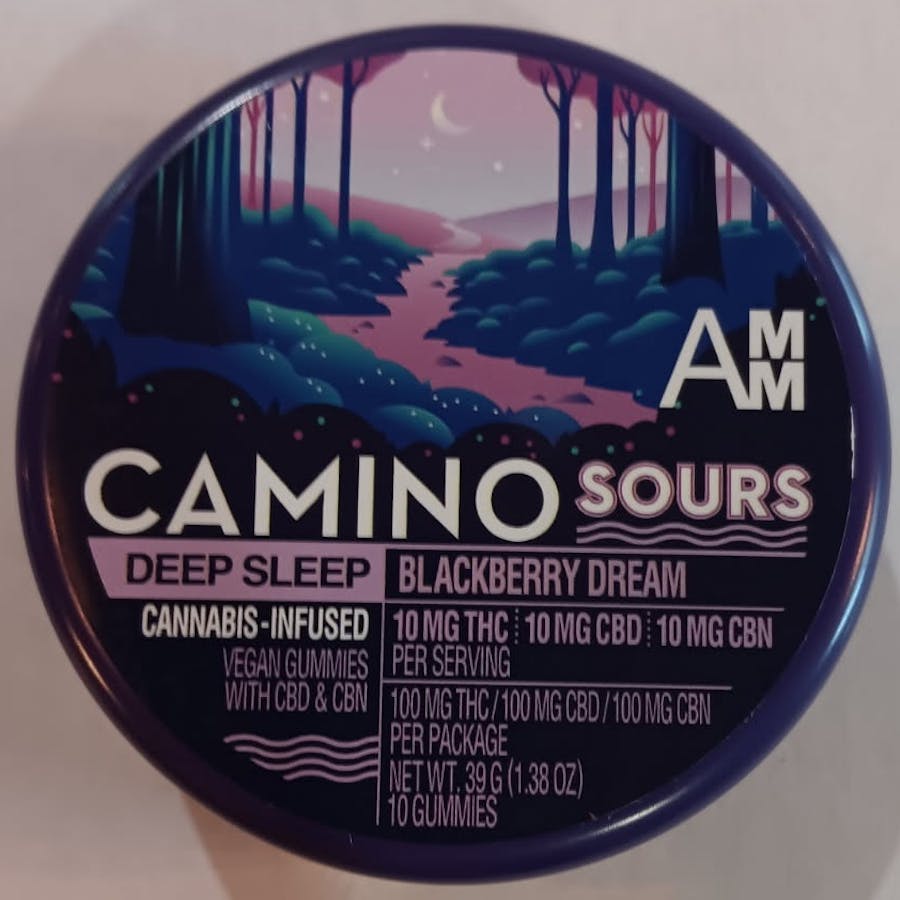 AMM
CAMINO SOURS
DEEP SLEEP
BLACKBERRY DREAM
CANNABIS-INFUSED
VEGAN GUMMIES
WITH CBD & CBN
10 MG THC 10 MG CBD 10 MG CBN
PER SERVING
100 MG THC / 100 MG CBD / 100 MG CBN
PER PACKAGE
NET WT. 39 G (1.38 OZ)
10 GUMMIES